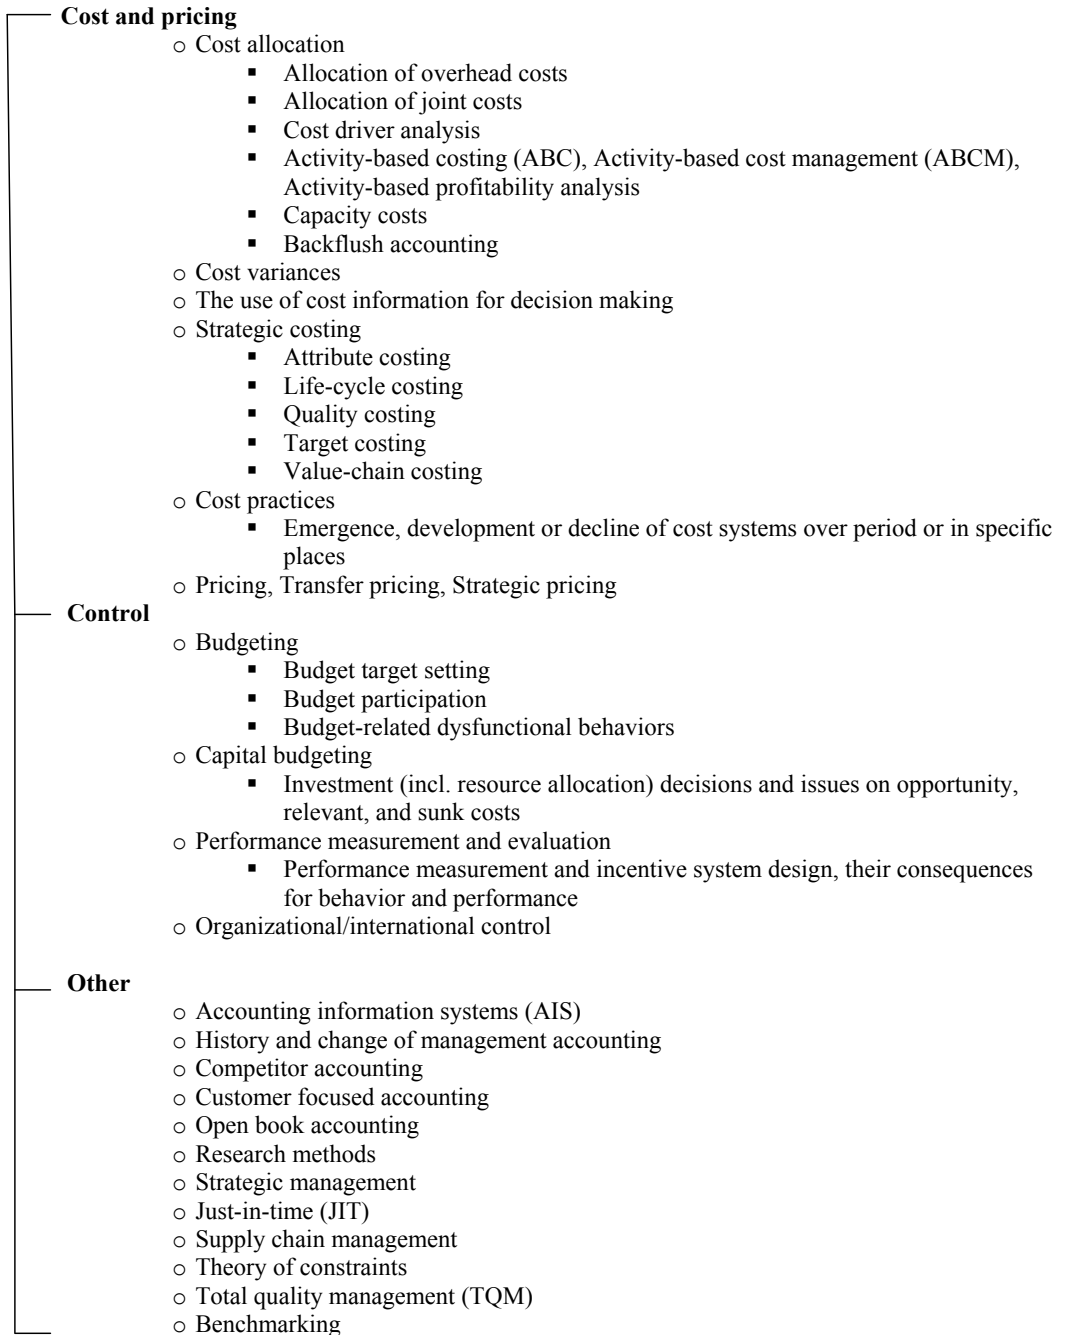 Cost and pricing
o Cost allocation
▪ Allocation of overhead costs
▪ Allocation of joint costs
▪ Cost driver analysis
▪ Activity-based costing (ABC), Activity-based cost management (ABCM),
Activity-based profitability analysis
▪ Capacity costs
▪ Backflush accounting
o Cost variances
o The use of cost information for decision making
o Strategic costing
▪ Attribute costing
▪ Life-cycle costing
▪ Quality costing
▪ Target costing
▪ Value-chain costing
o Cost practices
▪ Emergence, development or decline of cost systems over period or in specific
places
o Pricing, Transfer pricing, Strategic pricing
Control
o Budgeting
▪ Budget target setting
▪ Budget participation
▪ Budget-related dysfunctional behaviors
o Capital budgeting
▪ Investment (incl. resource allocation) decisions and issues on opportunity,
relevant, and sunk costs
o Performance measurement and evaluation
▪ Performance measurement and incentive system design, their consequences
for behavior and performance
o Organizational/international control
Other
o Accounting information systems (AIS)
o History and change of management accounting
o Competitor accounting
o Customer focused accounting
o Open book accounting
o Research methods
o Strategic management
o Just-in-time (JIT)
o Supply chain management
o Theory of constraints
o Total quality management (TQM)
o Benchmarking